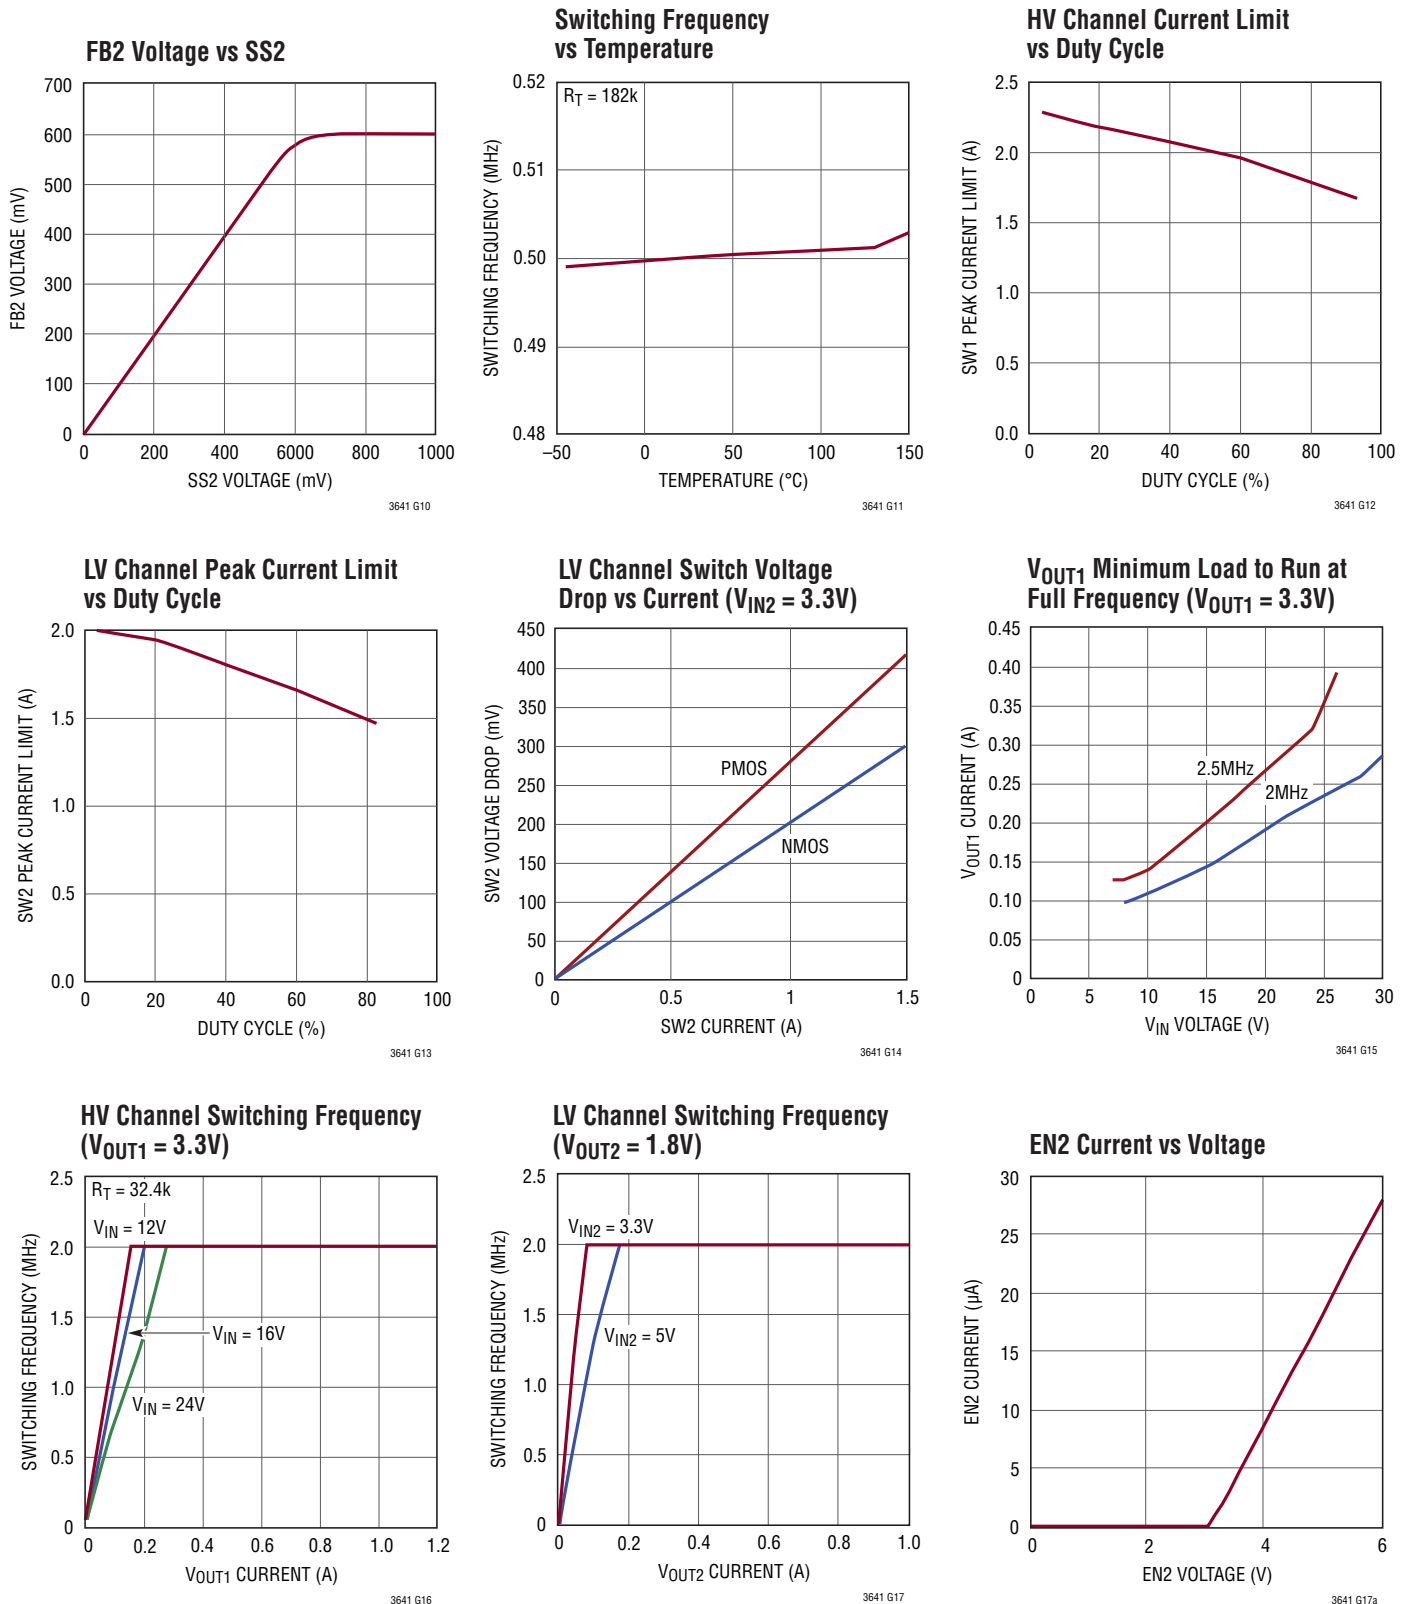 FB2 Voltage vs SS2
FB2 VOLTAGE (mV)
700
600
500
400
300
200
100
0
0 200 400 6000 800 1000
SS2 VOLTAGE (mV)
3641 G10
Switching Frequency
vs Temperature
SWITCHING FREQUENCY (MHz)
0.52
0.51
0.50
0.49
0.48
RT = 182k
–50 0 50 100 150
TEMPERATURE (°C)
3641 G11
HV Channel Current Limit
vs Duty Cycle
SW1 PEAK CURRENT LIMIT (A)
2.5
2.0
1.5
1.0
0.5
0.0
0 20 40 60 80 100
DUTY CYCLE (%)
3641 G12
LV Channel Peak Current Limit
vs Duty Cycle
SW2 PEAK CURRENT LIMIT (A)
2.0
1.5
1.0
0.5
0.0
0 20 40 60 80 100
DUTY CYCLE (%)
3641 G13
LV Channel Switch Voltage
Drop vs Current (VIN2 = 3.3V)
SW2 VOLTAGE DROP (mV)
450
400
350
300
250
200
150
100
50
0
PMOS
NMOS
0 0.5 1 1.5
SW2 CURRENT (A)
3641 G14
VOUT1 Minimum Load to Run at
Full Frequency (VOUT1 = 3.3V)
VOUT1 CURRENT (A)
0.45
0.40
0.35
0.30
0.25
0.20
0.15
0.10
0.05
0
2.5MHz
2MHz
0 5 10 15 20 25 30
VIN VOLTAGE (V)
3641 G15
HV Channel Switching Frequency
(VOUT1 = 3.3V)
SWITCHING FREQUENCY (MHz)
2.5
2.0
1.5
1.0
0.5
0
RT = 32.4k
VIN = 12V
VIN = 16V
VIN = 24V
0 0.2 0.4 0.6 0.8 1.0 1.2
VOUT1 CURRENT (A)
3641 G16
LV Channel Switching Frequency
(VOUT2 = 1.8V)
SWITCHING FREQUENCY (MHz)
2.5
2.0
1.5
1.0
0.5
0
VIN2 = 3.3V
VIN2 = 5V
0 0.2 0.4 0.6 0.8 1.0
VOUT2 CURRENT (A)
3641 G17
EN2 Current vs Voltage
EN2 CURRENT (µA)
30
25
20
15
10
5
0
0 2 4 6
EN2 VOLTAGE (V)
3641 G17a